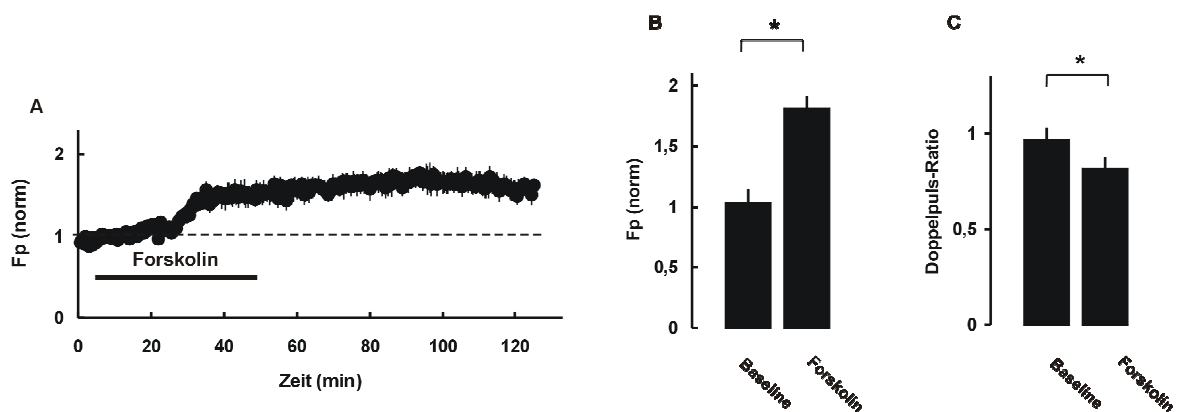 A
Fp (norm)
2
1
0
Forskolin
0 20 40 60 80 100 120
Zeit (min)
B
*
Fp (norm)
2
1,5
1
0,5
0
Baseline
Forskolin
C
*
Doppelpuls-Ratio
1
0,5
0
Baseline
Forskolin